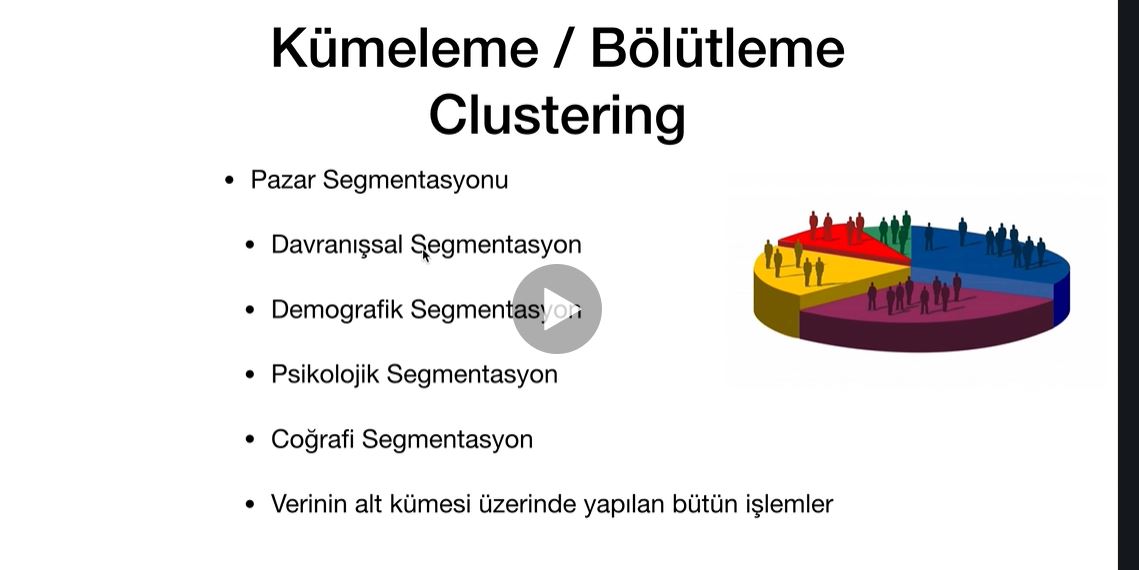 Kümeleme / Bölütleme
Clustering
• Pazar Segmentasyonu
• Davranışsal Segmentasyon
• Demografik Segmentasyon
• Psikolojik Segmentasyon
• Coğrafi Segmentasyon
• Verinin alt kümesi üzerinde yapılan bütün işlemler